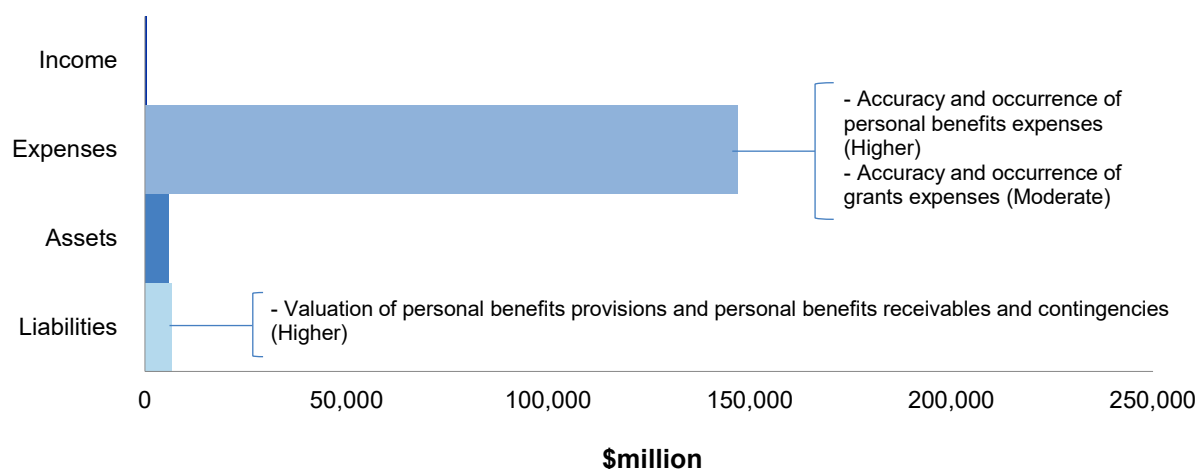 Income
Expenses
Assets
Liabilities
- Accuracy and occurrence of
personal benefits expenses
(Higher)
- Accuracy and occurrence of
grants expenses (Moderate)
- Valuation of personal benefits provisions and personal benefits receivables and contingencies
(Higher)
0 50,000 100,000 150,000 200,000 250,000
$million